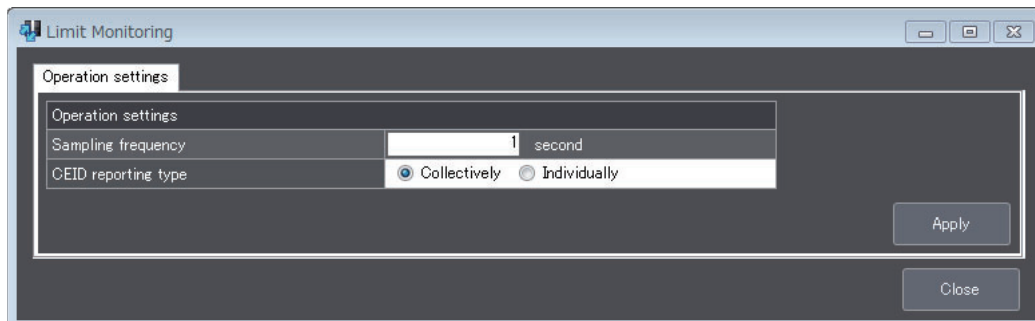 Limit Monitoring
Operation settings
Operation settings
Sampling frequency 1 second
CEID reporting type Collectively Individually
Apply
Close